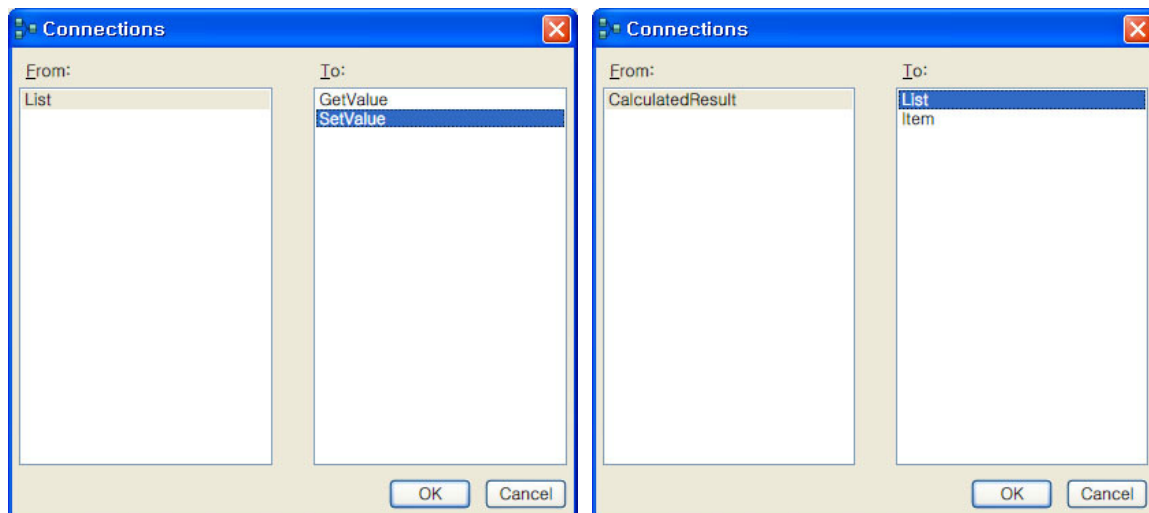 Connections
From:
To:
List
GetValue
SetValue
OK
Cancel
Connections
From:
To:
CalculatedResult
List
Item
OK
Cancel